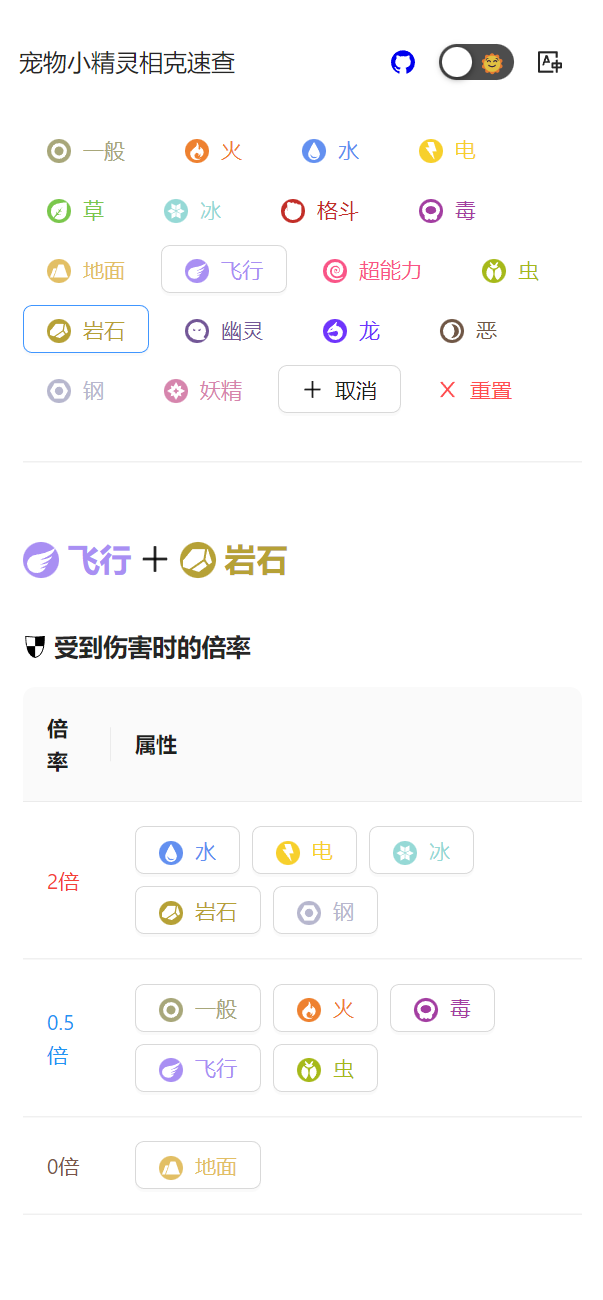 宠物小精灵相克速查
一般 火 水 电
草 冰 格斗 毒
地面 飞行 超能力 虫
岩石 幽灵 龙 恶
钢 妖精 取消 重置
飞行 + 岩石
受到伤害时的倍率
倍率 属性
2倍 水 电 冰
岩石 钢
0.5倍 一般 火 毒
飞行 虫
0倍 地面